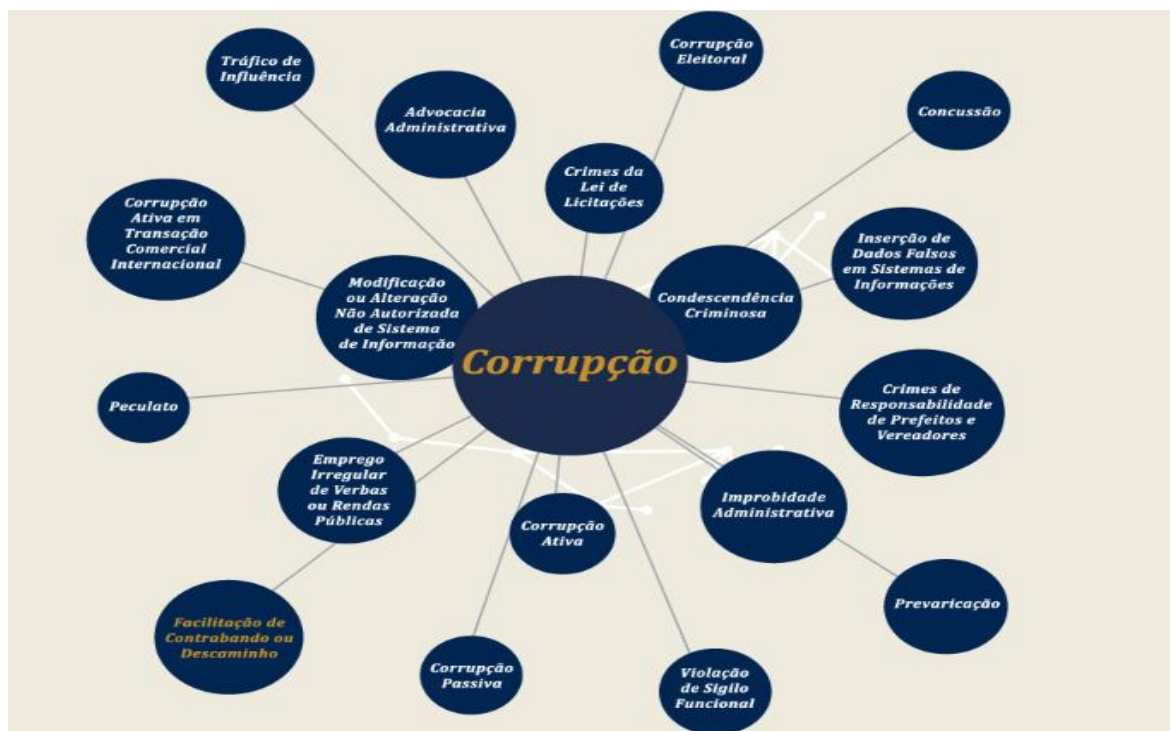 Tráfico de
Influência
Corrupção
Eleitoral
Advocacia
Administrativa
Concussão
Crimes da
Lei de
Licitações
Corrupção
Ativa em
Transação
Comercial
Internacional
Inserção de
Dados Falsos
em Sistemas de
Informações
Modificação
ou Alteração
Não Autorizada
de Sistema
de Informação
Condescendência
Criminosa
Corrupção
Peculato
Crimes de
Responsabilidade
de Prefeitos e
Vereadores
Emprego
Irregular
de Verbas
ou Rendas
Públicas
Improbidade
Administrativa
Corrupção
Ativa
Prevaricação
Facilitação de
Contrabando ou
Descaminho
Corrupção
Passiva
Violação
de Sigilo
Funcional